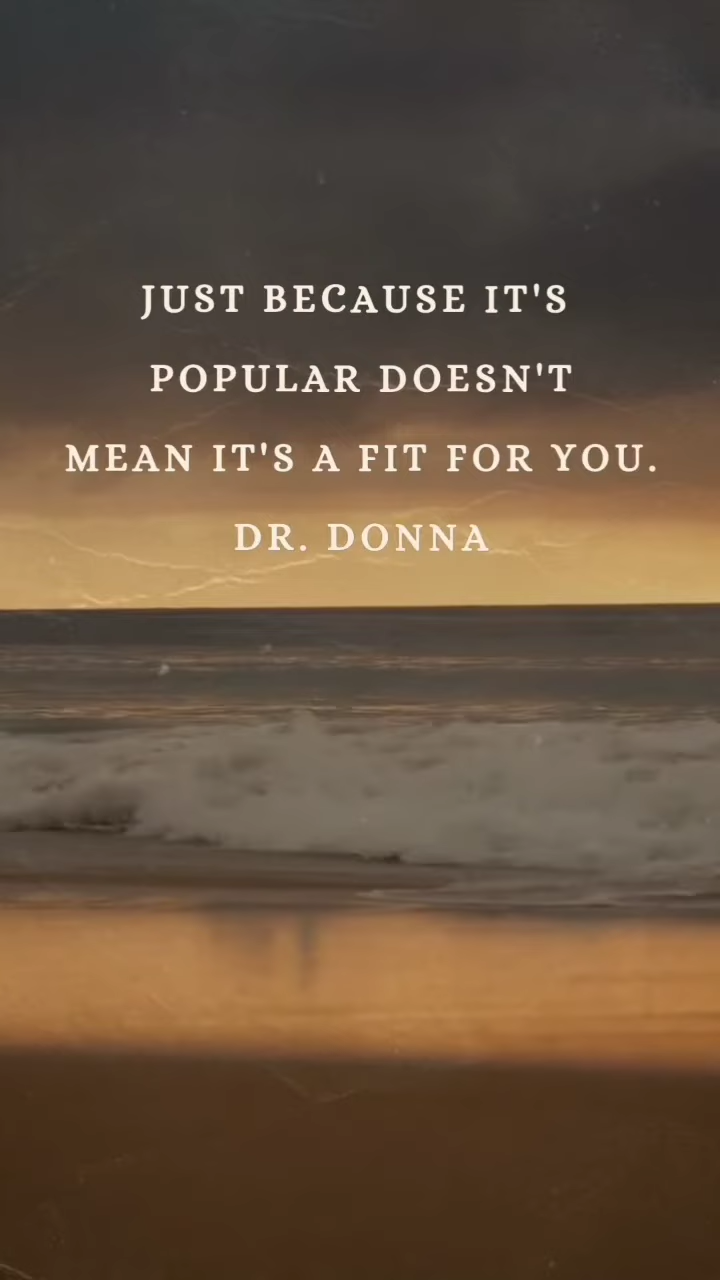 JUST BECAUSE IT'S
POPULAR DOESN'T
MEAN IT'S A FIT FOR YOU.
DR. DONNA